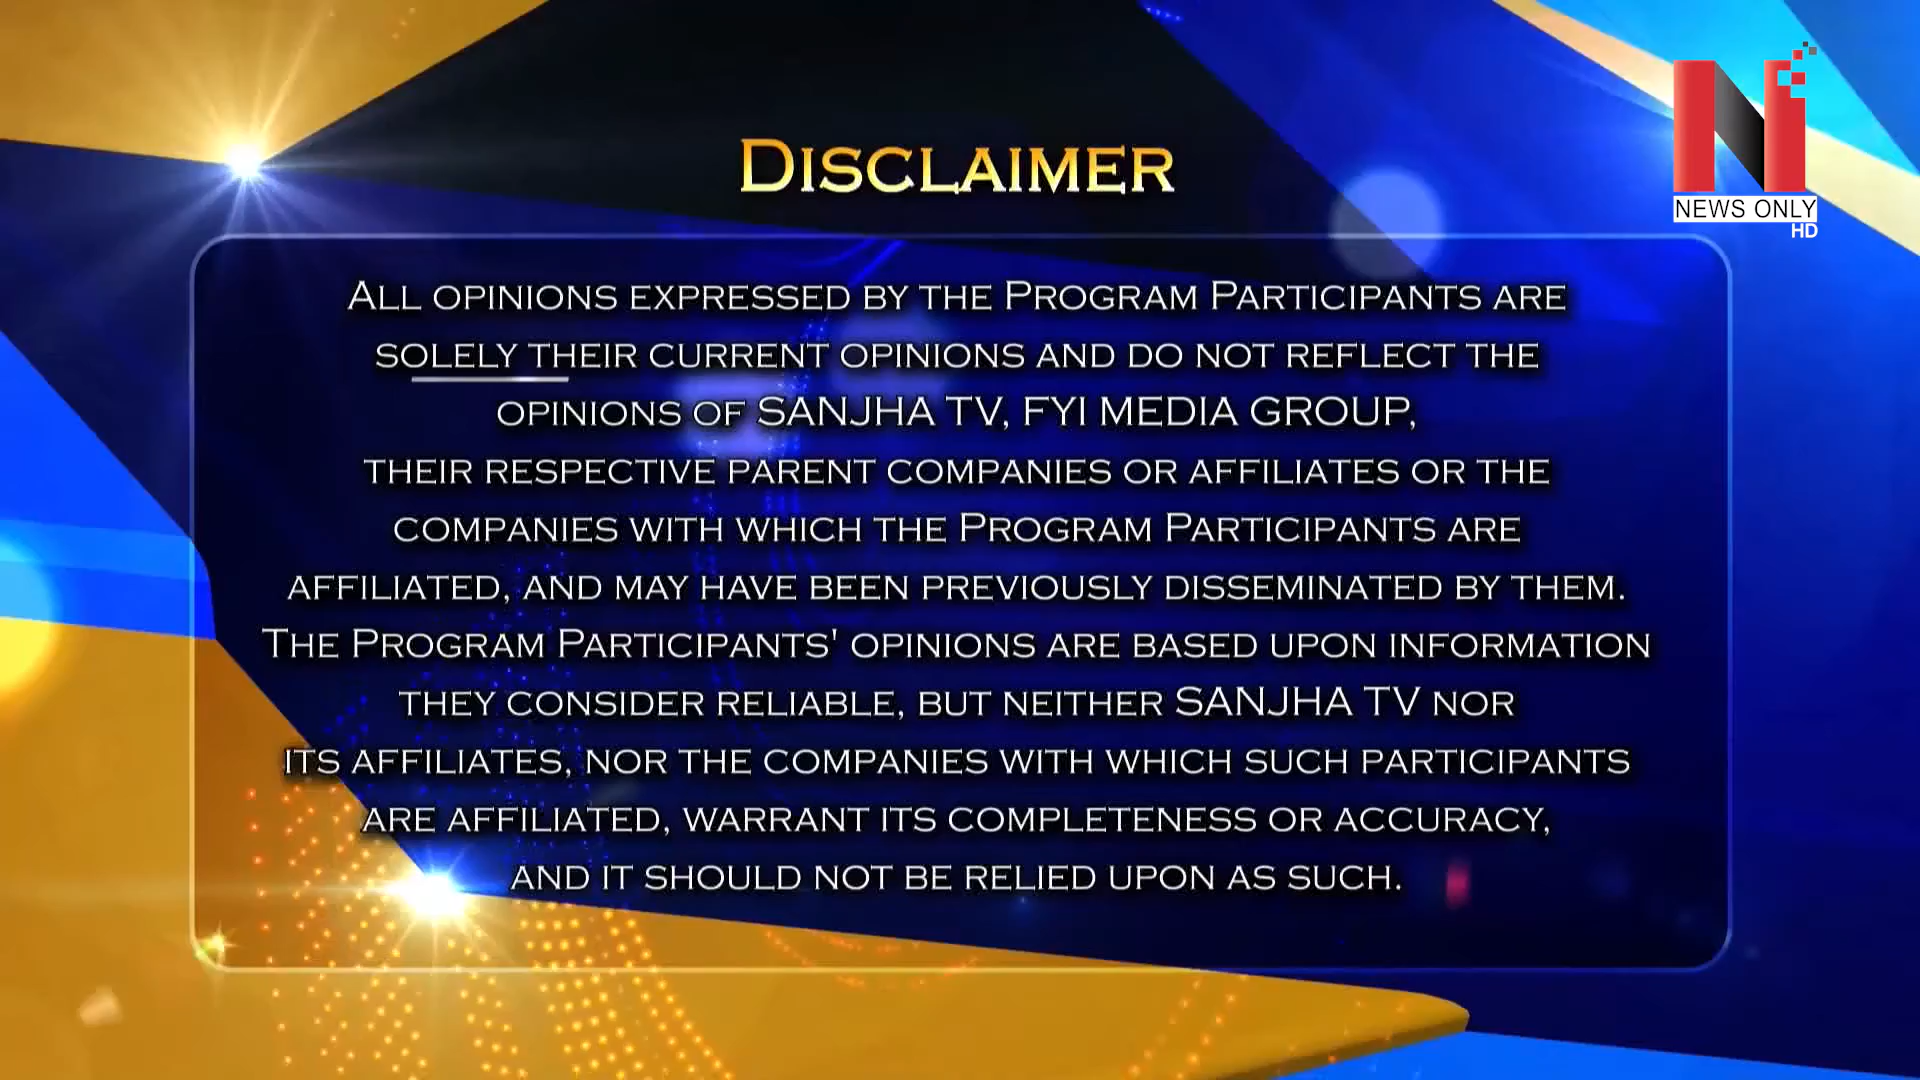 DISCLAIMER
NEWS ONLY
HD
ALL OPINIONS EXPRESSED BY THE PROGRAM PARTICIPANTS ARE
SOLELY THEIR CURRENT OPINIONS AND DO NOT REFLECT THE
OPINIONS OF SANJHA TV, FYI MEDIA GROUP,
THEIR RESPECTIVE PARENT COMPANIES OR AFFILIATES OR THE
COMPANIES WITH WHICH THE PROGRAM PARTICIPANTS ARE
AFFILIATED, AND MAY HAVE BEEN PREVIOUSLY DISSEMINATED BY THEM.
THE PROGRAM PARTICIPANTS' OPINIONS ARE BASED UPON INFORMATION
THEY CONSIDER RELIABLE, BUT NEITHER SANJHA TV NOR
ITS AFFILIATES, NOR THE COMPANIES WITH WHICH SUCH PARTICIPANTS
ARE AFFILIATED, WARRANT ITS COMPLETENESS OR ACCURACY,
AND IT SHOULD NOT BE RELIED UPON AS SUCH.